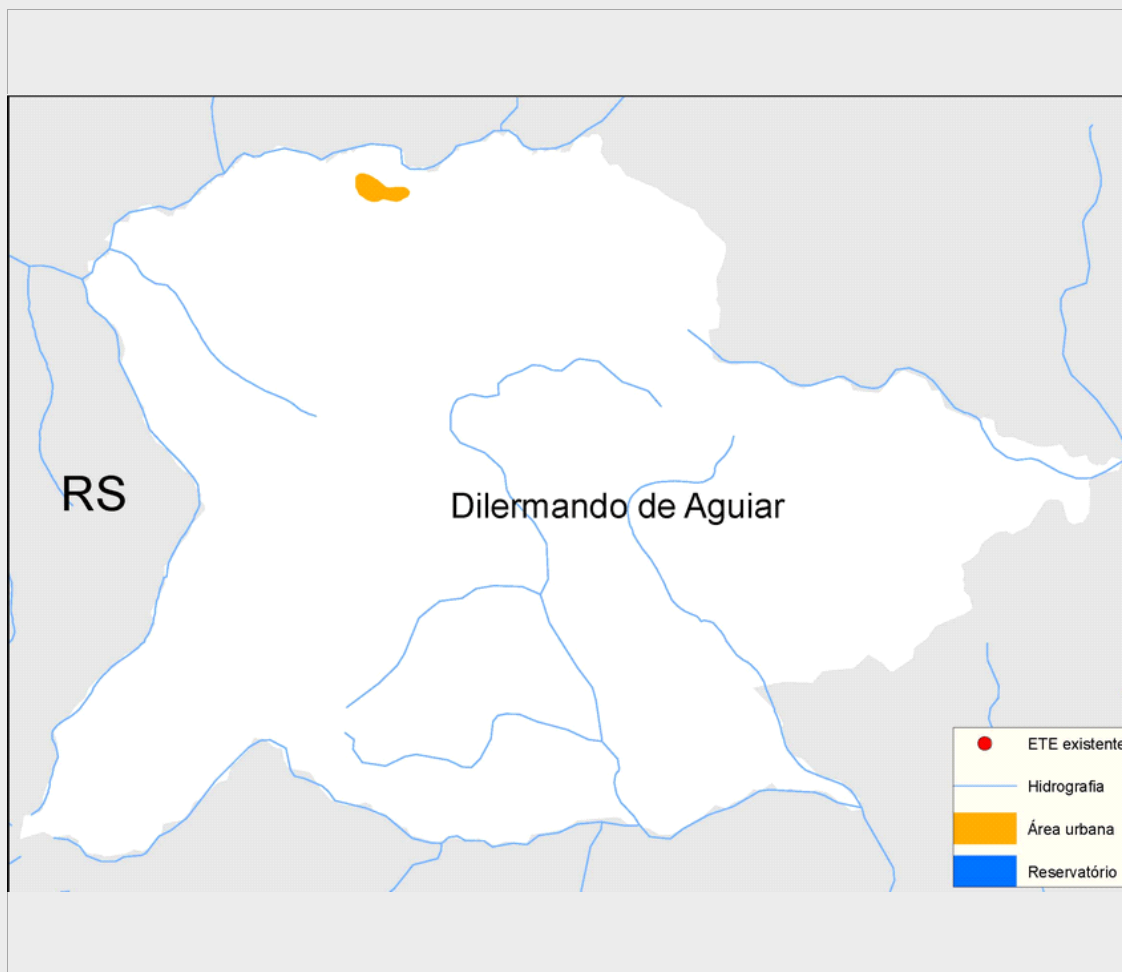 RS
Dilermando de Aguiar
ETE existente
Hidrografia
Área urbana
Reservatório